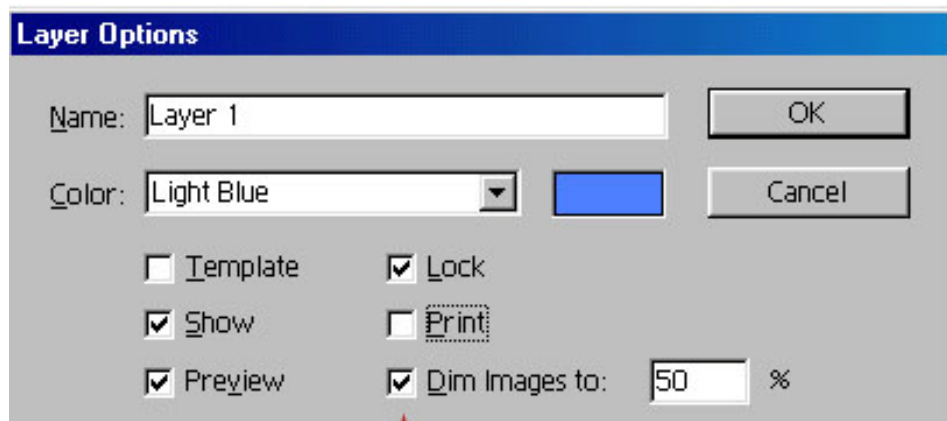 Layer Options
Name: Layer 1 OK
Color: Light Blue Cancel
Template Lock
Show Print
Preview Dim Images to: 50 %